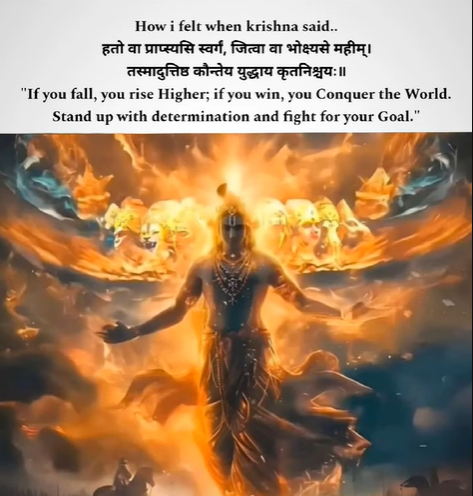 How i felt when krishna said..
हतो वा प्राप्स्यसि स्वर्गं, जित्वा वा भोक्ष्यसे महीम्।
तस्मादुत्तिष्ठ कौन्तेय युद्धाय कृतनिश्चयः॥
"If you fall, you rise Higher; if you win, you Conquer the World.
Stand up with determination and fight for your Goal."